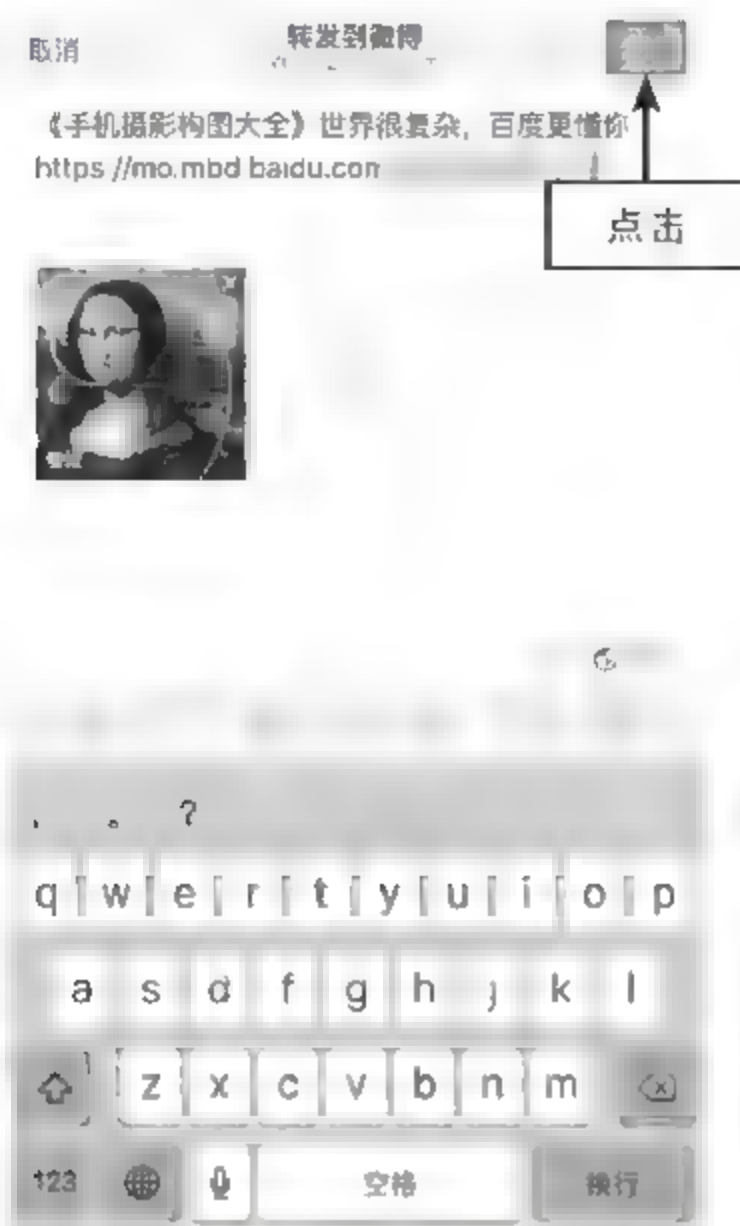 取消
转发到微博
《手机摄影构图大全》世界很复杂，百度更懂你
https //mo.mbd baidu.com
点击
、 。 ?
q w e r t y u i o p
a s d f g h j k l
z x c v b n m
123 空格 换行